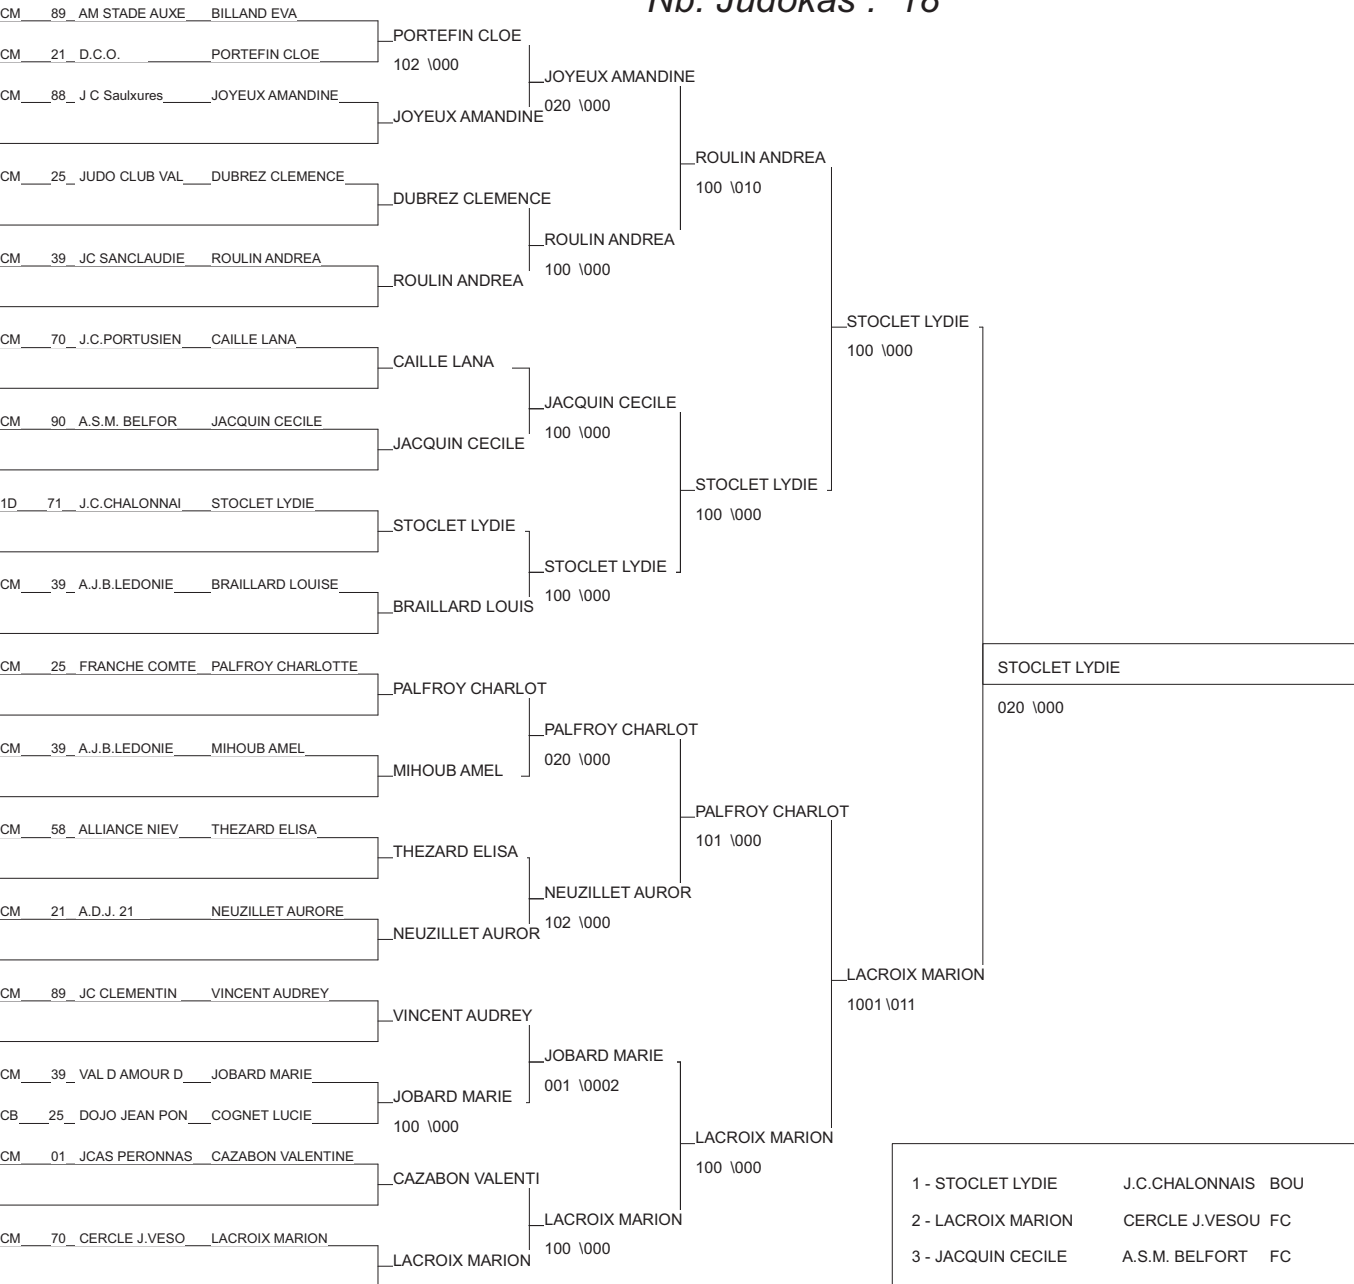 Nb. Judokas : 18
CM 89 AM STADE AUXE BILLAND EVA
PORTEFIN CLOE
CM 21 D.C.O. PORTEFIN CLOE
102 \000
JOYEUX AMANDINE
CM 88 J C Saulxures JOYEUX AMANDINE
020 \000
JOYEUX AMANDINE
ROULIN ANDREA
CM 25 JUDO CLUB VAL DUBREZ CLEMENCE
100 \010
DUBREZ CLEMENCE
ROULIN ANDREA
CM 39 JC SANCLAUDIE ROULIN ANDREA
100 \000
ROULIN ANDREA
STOCLET LYDIE
CM 70 J.C.PORTUSIEN CAILLE LANA
100 \000
CAILLE LANA
JACQUIN CECILE
CM 90 A.S.M. BELFOR JACQUIN CECILE
100 \000
JACQUIN CECILE
STOCLET LYDIE
1D 71 J.C.CHALONNAI STOCLET LYDIE
100 \000
STOCLET LYDIE
STOCLET LYDIE
CM 39 A.J.B.LEDONIE BRAILLARD LOUISE
100 \000
BRAILLARD LOUIS
CM 25 FRANCHE COMTE PALFROY CHARLOTTE
STOCLET LYDIE
PALFROY CHARLOT
020 \000
PALFROY CHARLOT
CM 39 A.J.B.LEDONIE MIHOUB AMEL
020 \000
MIHOUB AMEL
PALFROY CHARLOT
CM 58 ALLIANCE NIEV THEZARD ELISA
101 \000
THEZARD ELISA
NEUZILLET AUROR
CM 21 A.D.J. 21 NEUZILLET AURORE
102 \000
NEUZILLET AUROR
LACROIX MARION
CM 89 JC CLEMENTIN VINCENT AUDREY
1001 \011
VINCENT AUDREY
JOBARD MARIE
CM 39 VAL D AMOUR D JOBARD MARIE
001 \0002
JOBARD MARIE
CB 25 DOJO JEAN PON COGNET LUCIE
100 \000
LACROIX MARION
CM 01 JCAS PERONNAS CAZABON VALENTINE
100 \000
CAZABON VALENTI
LACROIX MARION
CM 70 CERCLE J.VESO LACROIX MARION
100 \000
LACROIX MARION
1 - STOCLET LYDIE J.C.CHALONNAIS BOU
2 - LACROIX MARION CERCLE J.VESOU FC
3 - JACQUIN CECILE A.S.M. BELFORT FC